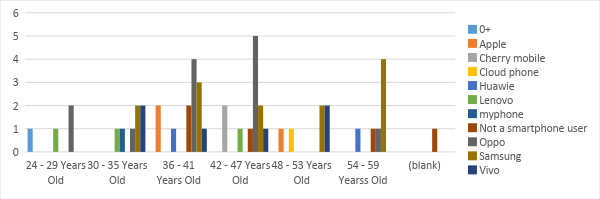 6
5
4
3
2
1
0
24 - 29 Years Old
30 - 35 Years Old
36 - 41 Years Old
42 - 47 Years Old
48 - 53 Years Old
54 - 59 Yearss Old
(blank)
0+
Apple
Cherry mobile
Cloud phone
Huawie
Lenovo
myphone
Not a smartphone user
Oppo
Samsung
Vivo